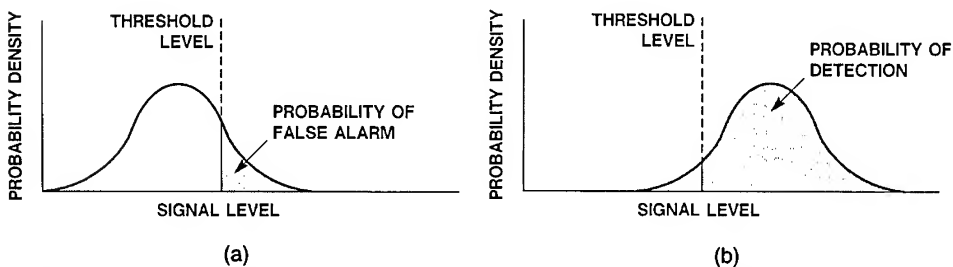 PROBABILITY DENSITY
THRESHOLD
LEVEL
PROBABILITY OF
FALSE ALARM
SIGNAL LEVEL
(a)
PROBABILITY DENSITY
THRESHOLD
LEVEL
PROBABILITY OF
DETECTION
SIGNAL LEVEL
(b)